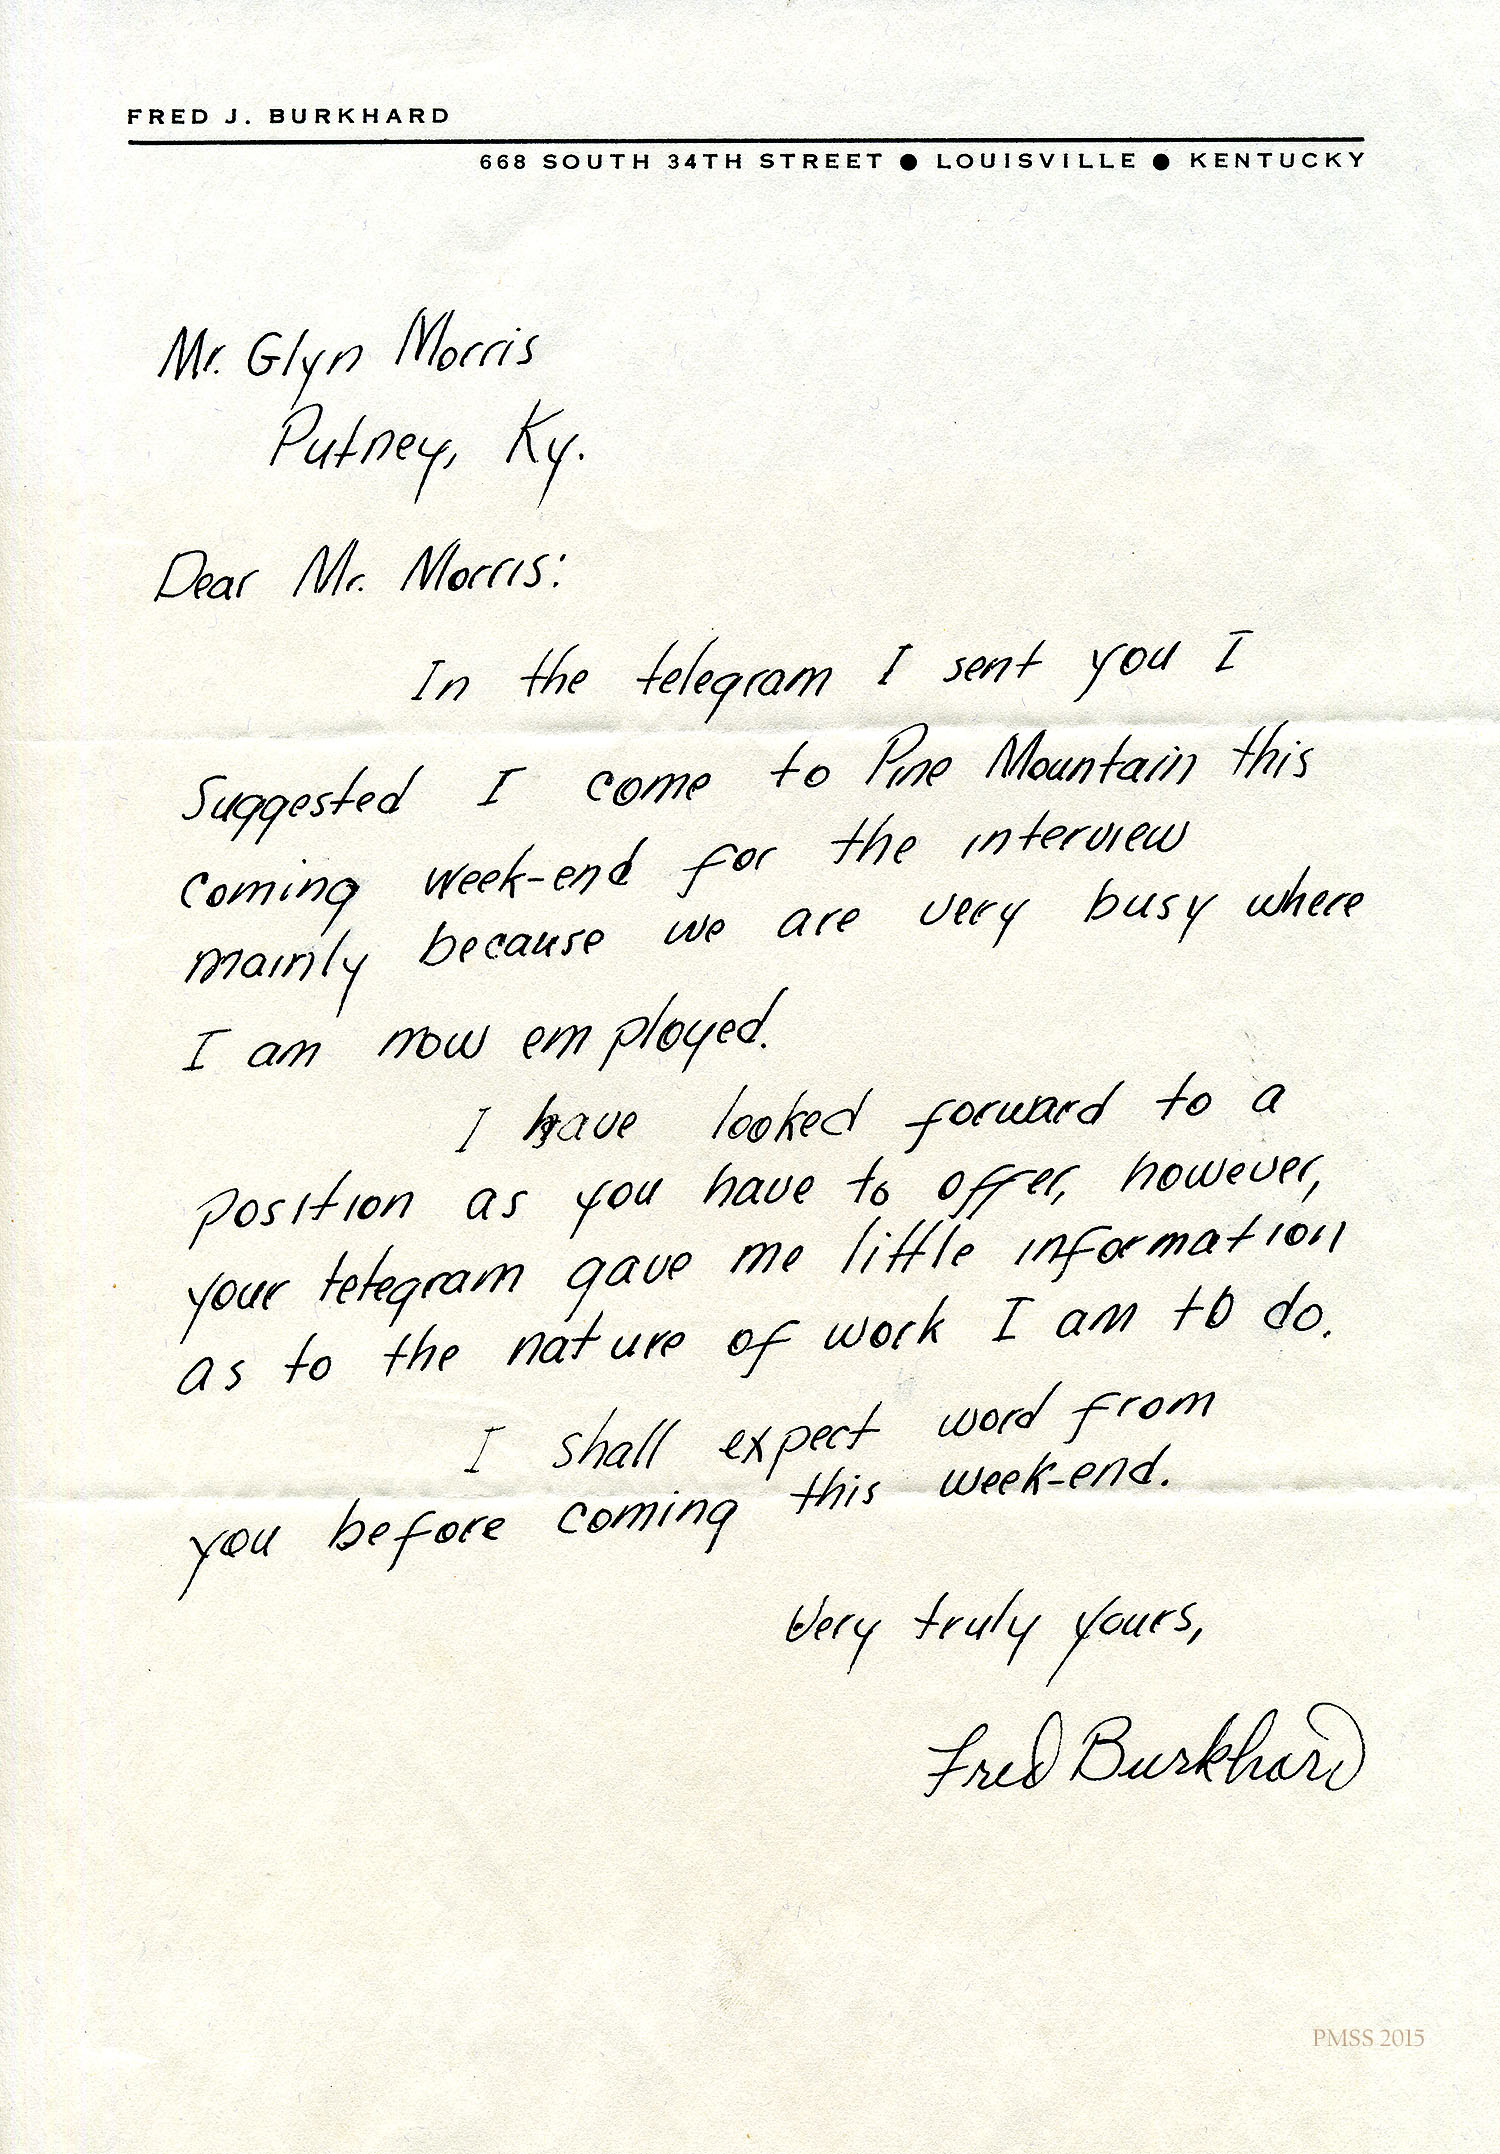 FRED J. BURKHARD
668 SOUTH 34TH STREET ● LOUISVILLE ● KENTUCKY
Mr. Glyn Morris
Putney, Ky.
Dear Mr. Morris:
In the telegram I sent you I
suggested I come to Pine Mountain this
coming week-end for the interview
mainly because we are very busy where
I am now employed.
I have looked forward to a
position as you have to offer, however,
your telegram gave me little information
as to the nature of work I am to do.
I shall expect word from
you before coming this week-end.
Very truly yours,
Fred Burkhard
PMSS 2015